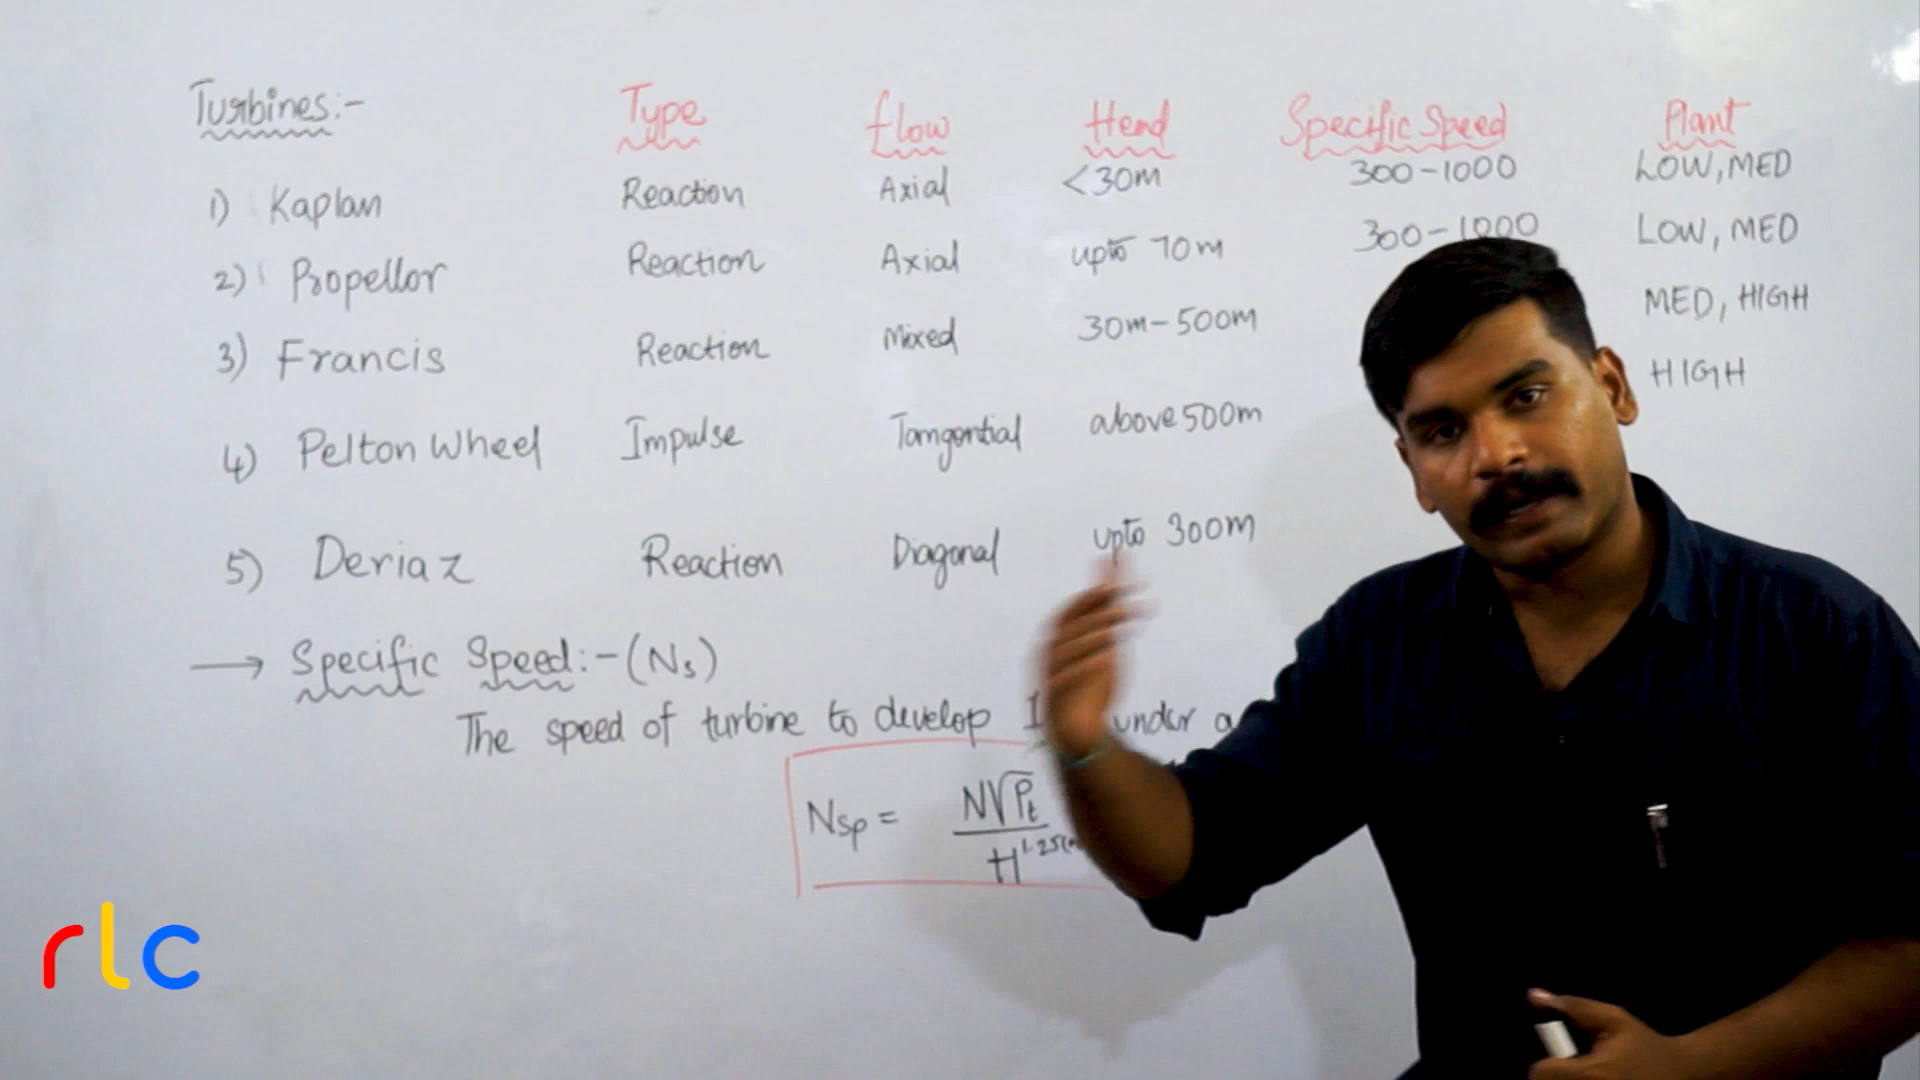 Turbines:- Type flow Head Specific Speed Plant
1) Kaplan Reaction Axial <30m 300-1000 LOW, MED
2) Propellor Reaction Axial upto 70m 300-1000 LOW, MED
3) Francis Reaction Mixed 30m-500m MED, HIGH
4) Pelton Wheel Impulse Tangential above 500m HIGH
5) Deriaz Reaction Diagonal upto 300m
→ Specific Speed:- (Ns)
The speed of turbine to develop under a
Nsp = N√Pt / H^1.25
rlc